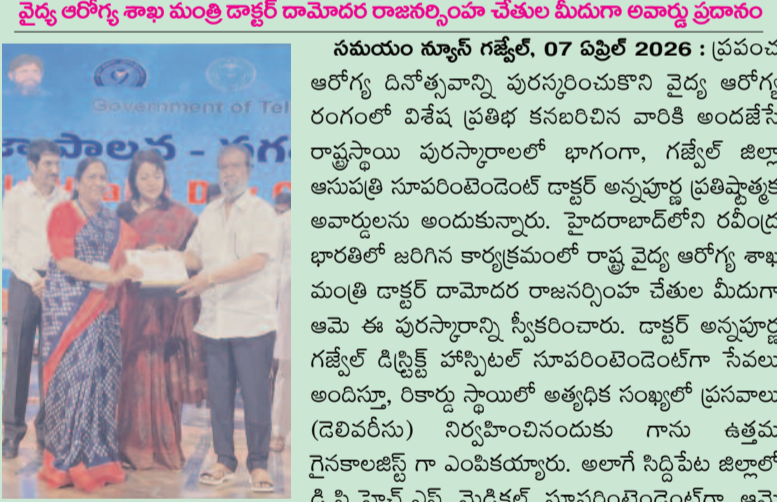 వైద్య ఆరోగ్య శాఖ మంత్రి డాక్టర్ దామోదర రాజనర్సింహ చేతుల మీదుగా అవార్డు ప్రదానం
Government of Tel
సమయం న్యూస్ గజ్వేల్, 07 ఏప్రిల్ 2026 : ప్రపంచ
ఆరోగ్య దినోత్సవాన్ని పురస్కరించుకొని వైద్య ఆరోగ్య
రంగంలో విశేష ప్రతిభ కనబరిచిన వారికి అందజేసే
రాష్ట్రస్థాయి పురస్కారాలలో భాగంగా, గజ్వేల్ జిల్లా
ఆసుపత్రి సూపరింటెండెంట్ డాక్టర్ అన్నపూర్ణ ప్రతిష్టాత్మక
అవార్డులను అందుకున్నారు. హైదరాబాద్‌లోని రవీంద్ర
భారతిలో జరిగిన కార్యక్రమంలో రాష్ట్ర వైద్య ఆరోగ్య శాఖ
మంత్రి డాక్టర్ దామోదర రాజనర్సింహ చేతుల మీదుగా
ఆమె ఈ పురస్కారాన్ని స్వీకరించారు. డాక్టర్ అన్నపూర్ణ
గజ్వేల్ డిస్ట్రిక్ట్ హాస్పిటల్ సూపరింటెండెంట్‌గా సేవలు
అందిస్తూ, రికార్డు స్థాయిలో అత్యధిక సంఖ్యలో ప్రసవాలు
(డెలివరీసు) నిర్వహించినందుకు గాను ఉత్తమ
గైనకాలజిస్ట్ గా ఎంపికయ్యారు. అలాగే సిద్దిపేట జిల్లాలో